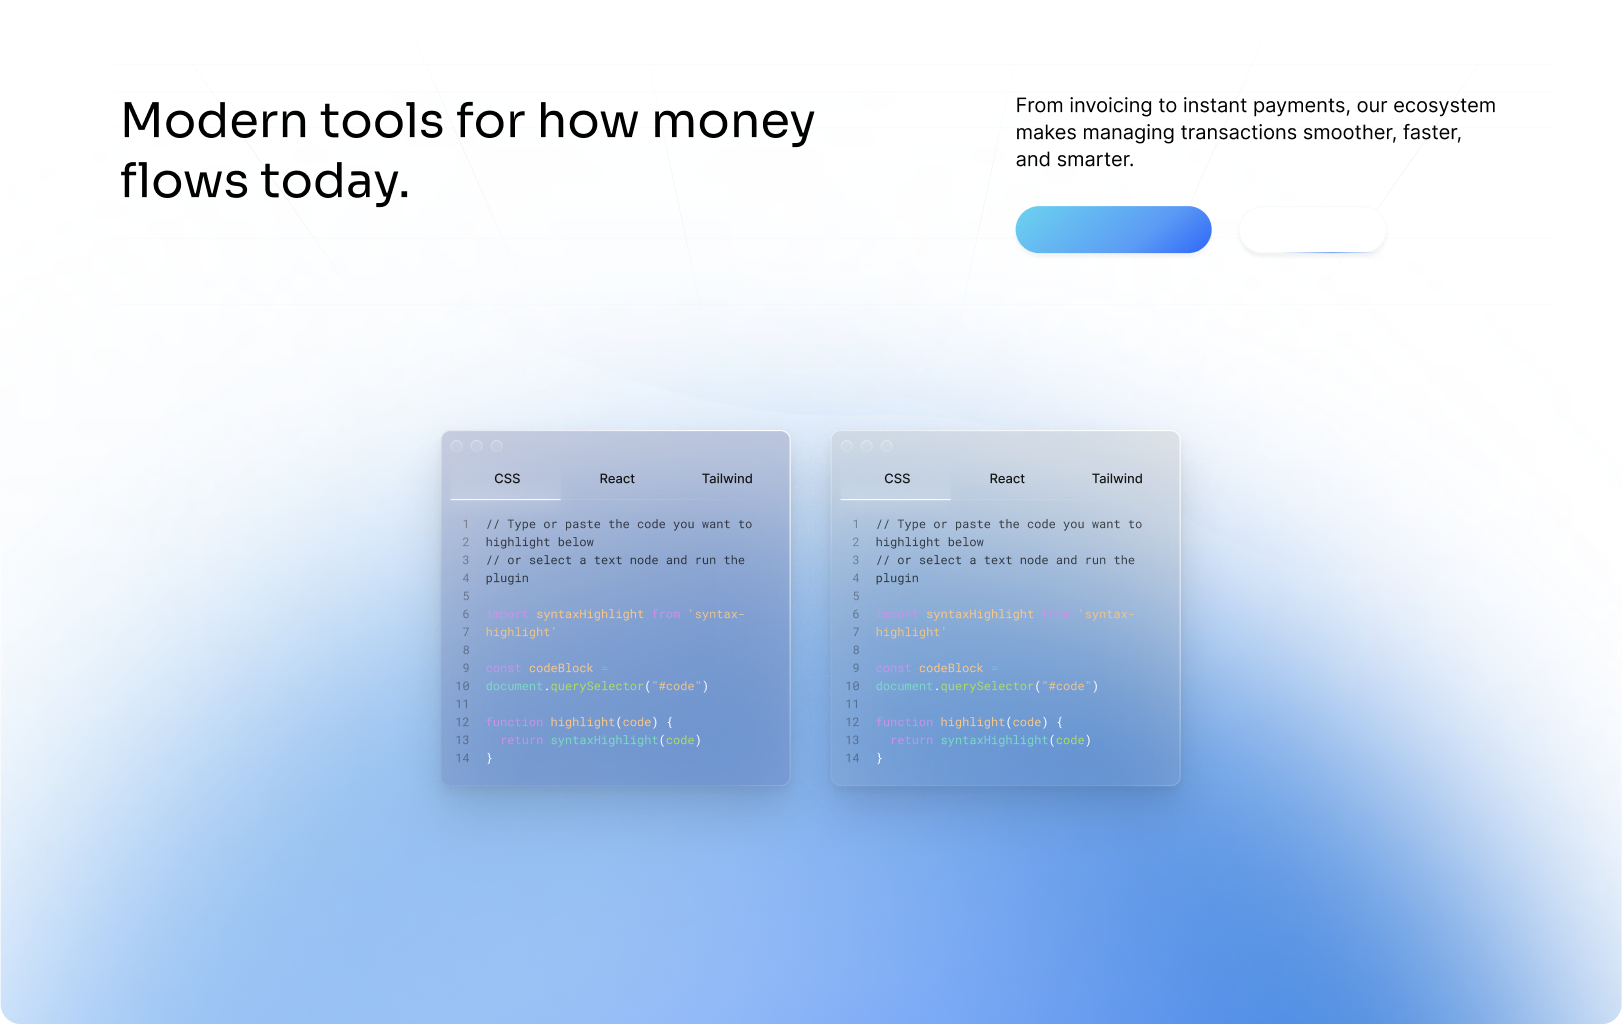 Modern tools for how money
flows today.
From invoicing to instant payments, our ecosystem
makes managing transactions smoother, faster,
and smarter.
CSS React Tailwind
1 // Type or paste the code you want to
2 highlight below
3 // or select a text node and run the
4 plugin
5
6 import syntaxHighlight from 'syntax-
7 highlight'
8
9 const codeBlock =
10 document.querySelector("#code")
11
12 function highlight(code) {
13 return syntaxHighlight(code)
14 }
CSS React Tailwind
1 // Type or paste the code you want to
2 highlight below
3 // or select a text node and run the
4 plugin
5
6 import syntaxHighlight from 'syntax-
7 highlight'
8
9 const codeBlock =
10 document.querySelector("#code")
11
12 function highlight(code) {
13 return syntaxHighlight(code)
14 }